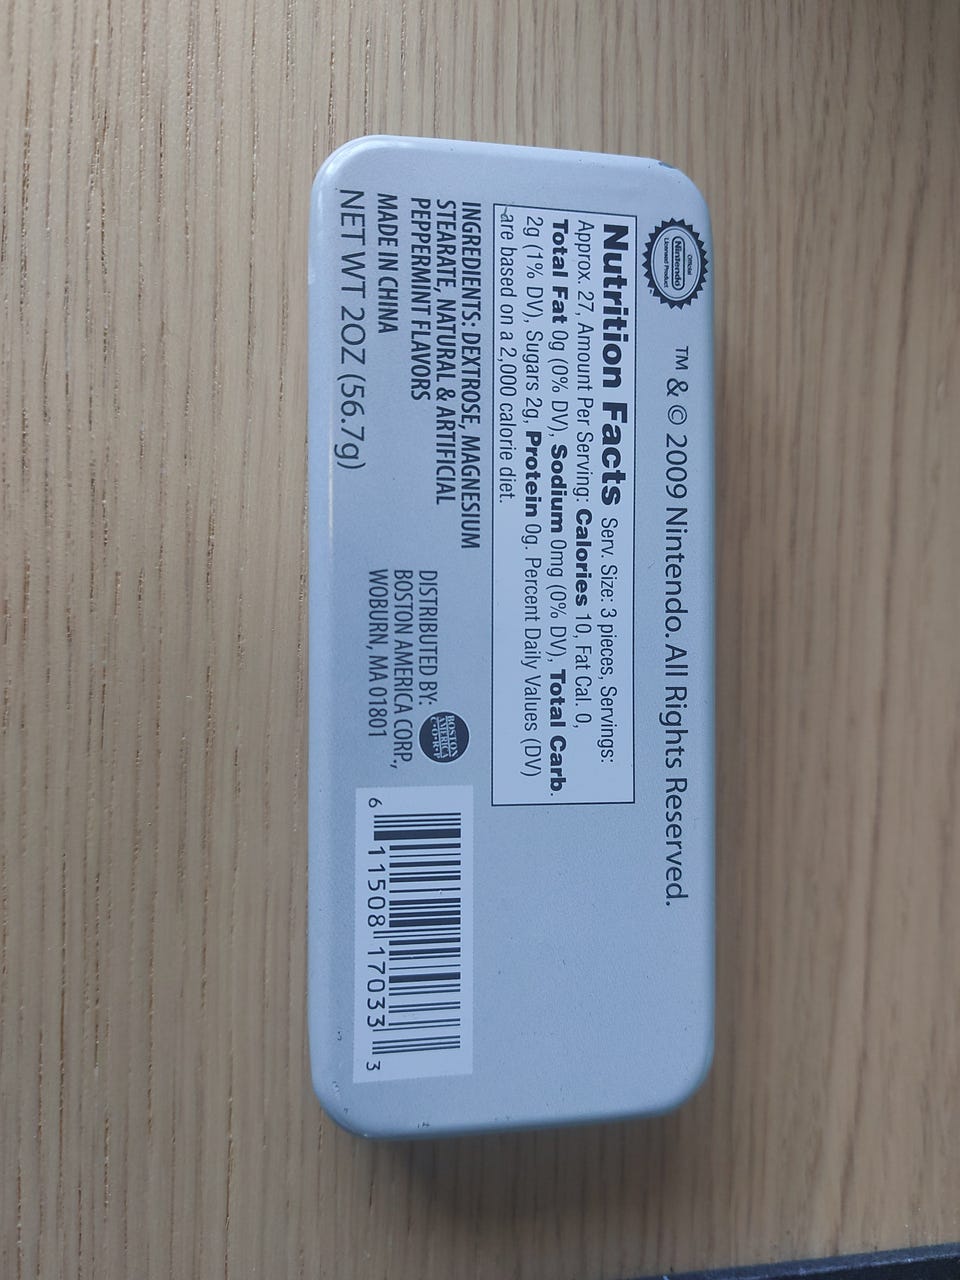 Official
Nintendo
Licensed Product
TM & © 2009 Nintendo. All Rights Reserved.
Nutrition Facts Serv. Size: 3 pieces, Servings:
Approx. 27, Amount Per Serving: Calories 10, Fat Cal. 0,
Total Fat 0g (0% DV), Sodium 0mg (0% DV), Total Carb.
2g (1% DV), Sugars 2g, Protein 0g. Percent Daily Values (DV)
are based on a 2,000 calorie diet.
INGREDIENTS: DEXTROSE, MAGNESIUM
STEARATE, NATURAL & ARTIFICIAL
PEPPERMINT FLAVORS
MADE IN CHINA
NET WT 2OZ (56.7g)
DISTRIBUTED BY:
BOSTON AMERICA CORP.,
WOBURN, MA 01801
BOSTON
AMERICA
C·O·R·P
6 11508 17033 3